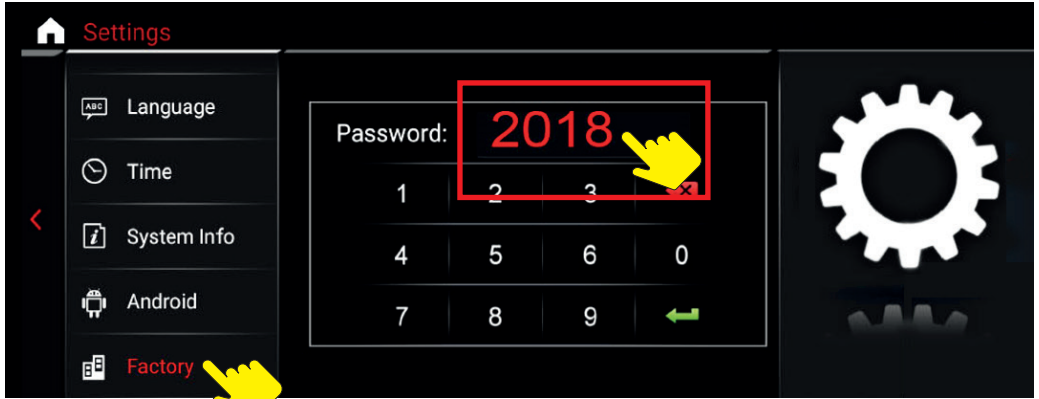 Settings
ABC Language
Time
i System Info
Android
Factory
Password: 2018
1 2 3
4 5 6 0
7 8 9